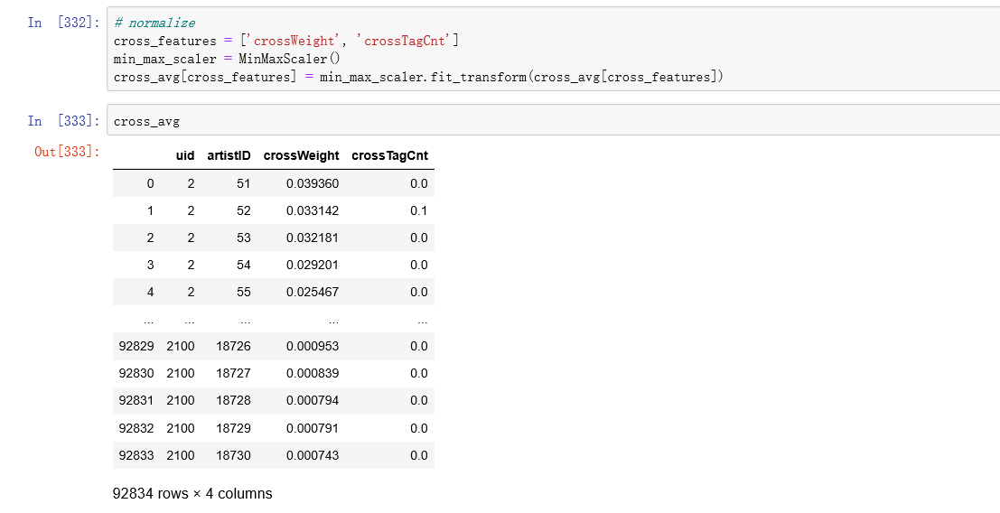 In [332]: # normalize
cross_features = ['crossWeight', 'crossTagCnt']
min_max_scaler = MinMaxScaler()
cross_avg[cross_features] = min_max_scaler.fit_transform(cross_avg[cross_features])
In [333]: cross_avg
Out[333]:
uid artistID crossWeight crossTagCnt
0 2 51 0.039360 0.0
1 2 52 0.033142 0.1
2 2 53 0.032181 0.0
3 2 54 0.029201 0.0
4 2 55 0.025467 0.0
... ... ... ... ...
92829 2100 18726 0.000953 0.0
92830 2100 18727 0.000839 0.0
92831 2100 18728 0.000794 0.0
92832 2100 18729 0.000791 0.0
92833 2100 18730 0.000743 0.0
92834 rows × 4 columns